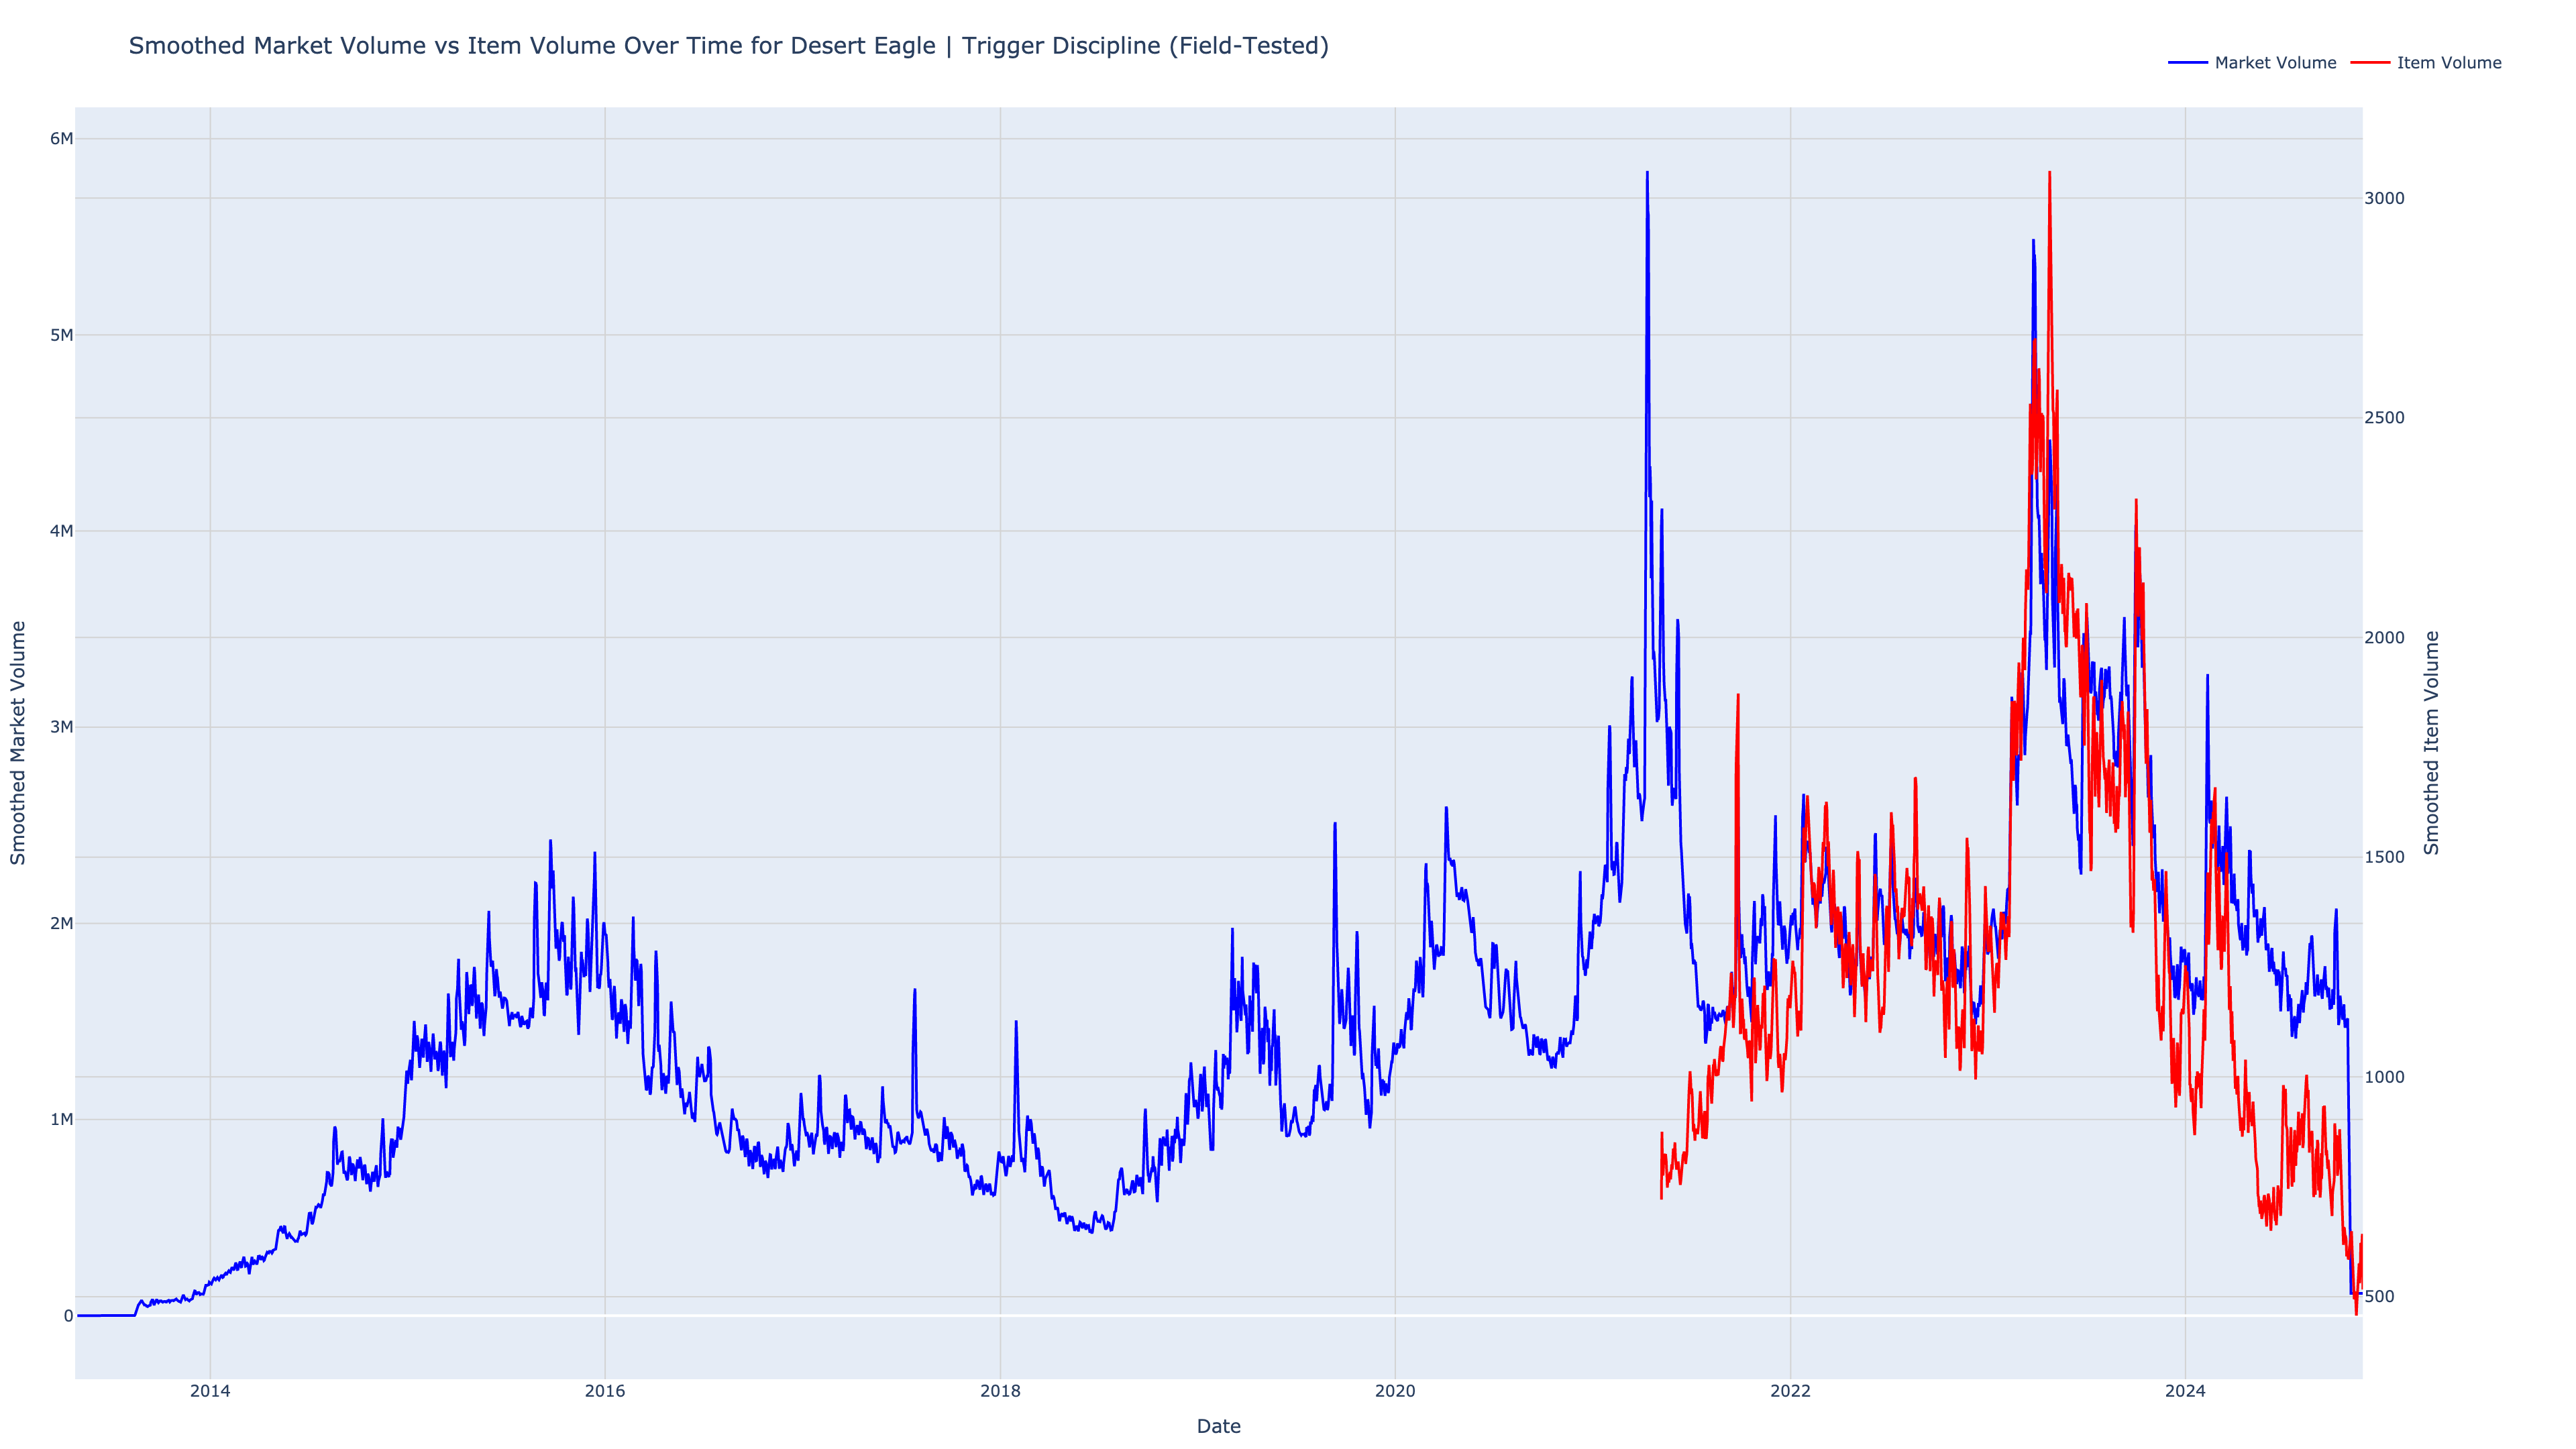 Smoothed Market Volume vs Item Volume Over Time for Desert Eagle | Trigger Discipline (Field-Tested)
Market Volume
Item Volume
6M
5M
4M
3M
2M
1M
0
Smoothed Market Volume
3000
2500
2000
1500
1000
500
Smoothed Item Volume
2014
2016
2018
2020
2022
2024
Date